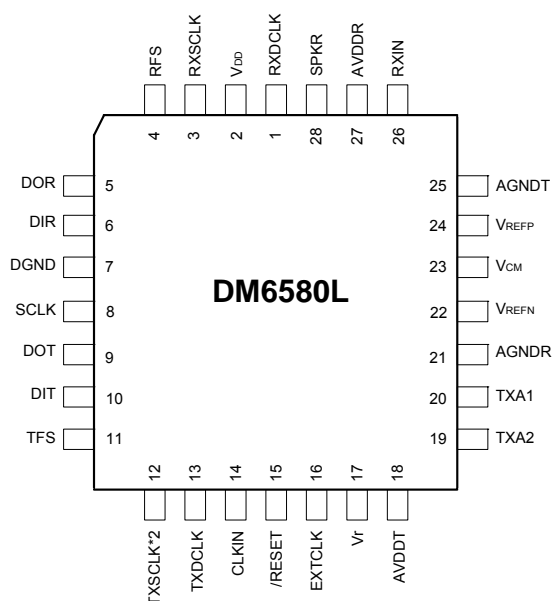 RFS
RXSCLK
VDD
RXDCLK
SPKR
AVDDR
RXIN
4
3
2
1
28
27
26
DOR 5
DIR 6
DGND 7
SCLK 8
DOT 9
DIT 10
TFS 11
DM6580L
25 AGNDT
24 VREFP
23 VCM
22 VREFN
21 AGNDR
20 TXA1
19 TXA2
12
13
14
15
16
17
18
TXSCLK*2
TXDCLK
CLKIN
/RESET
EXTCLK
Vr
AVDDT